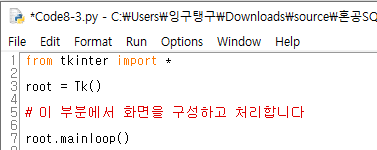 *Code8-3.py - C:₩Users₩잉구탱구₩Downloads₩source₩혼공SQ
File Edit Format Run Options Window Help
1 from tkinter import *
2
3 root = Tk()
4
5 # 이 부분에서 화면을 구성하고 처리합니다
6
7 root.mainloop()